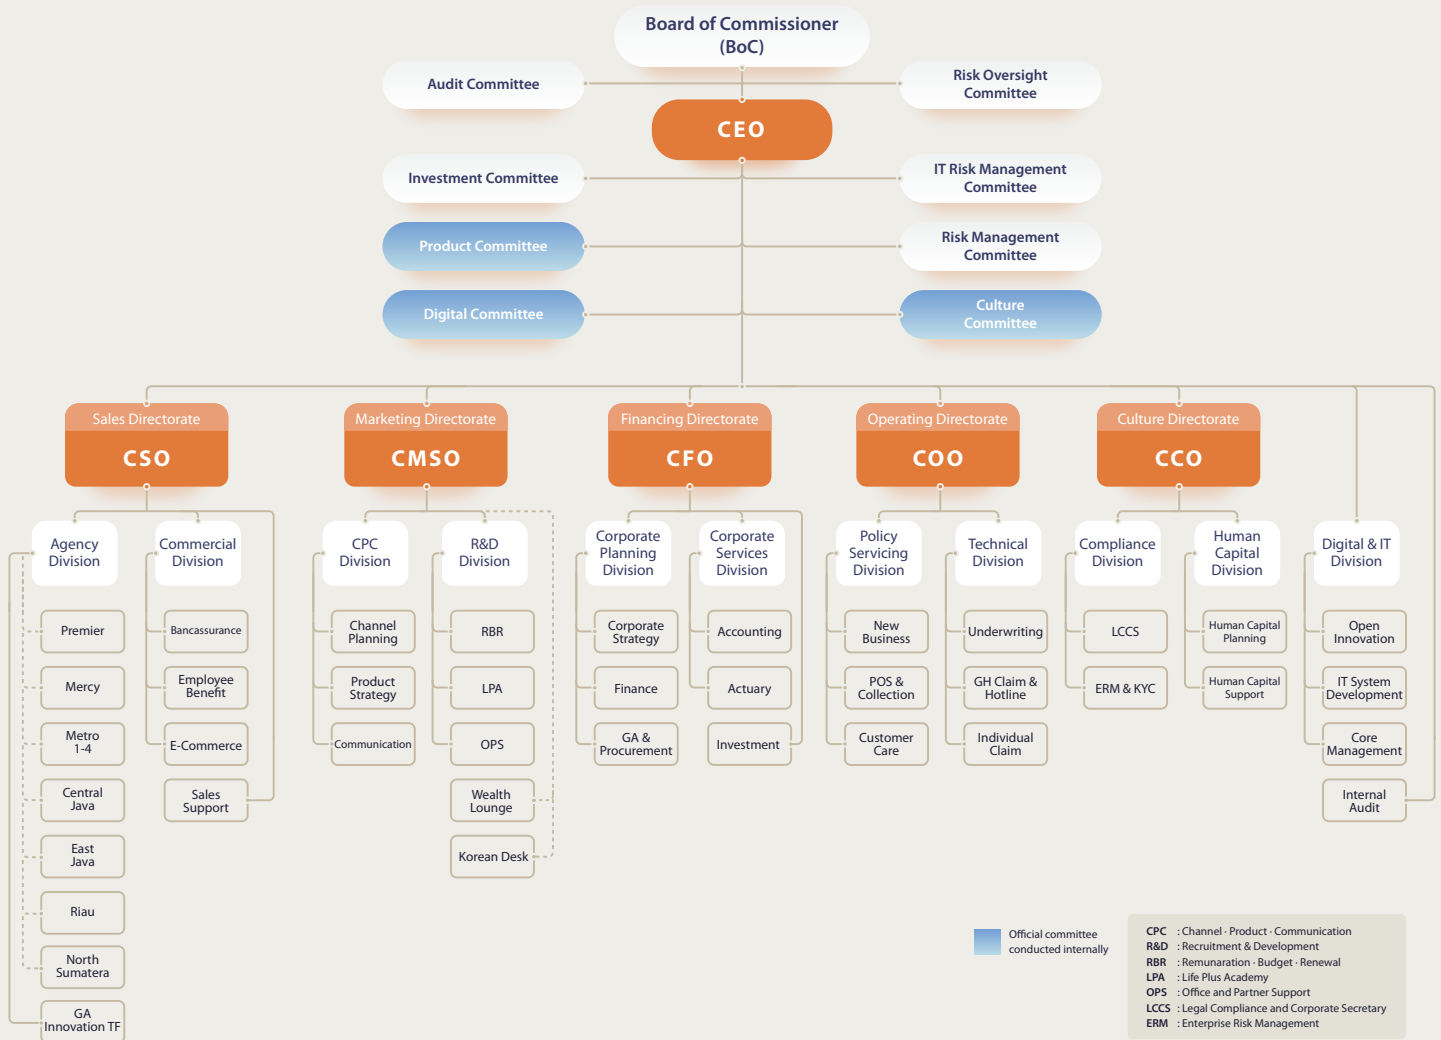 Board of Commissioner
(BoC)
Audit Committee
Risk Oversight
Committee
CEO
Investment Committee
IT Risk Management
Committee
Product Committee
Risk Management
Committee
Digital Committee
Culture
Committee
Sales Directorate
CSO
Marketing Directorate
CMSO
Financing Directorate
CFO
Operating Directorate
COO
Culture Directorate
CCO
Agency
Division
Commercial
Division
CPC
Division
R&D
Division
Corporate
Planning
Division
Corporate
Services
Division
Policy
Servicing
Division
Technical
Division
Compliance
Division
Human
Capital
Division
Digital & IT
Division
Premier
Mercy
Metro
1-4
Central
Java
East
Java
Riau
North
Sumatera
GA
Innovation TF
Bancassurance
Employee
Benefit
E-Commerce
Sales
Support
Channel
Planning
Product
Strategy
Communication
RBR
LPA
OPS
Wealth
Lounge
Korean Desk
Corporate
Strategy
Finance
GA &
Procurement
Accounting
Actuary
Investment
New
Business
POS &
Collection
Customer
Care
Underwriting
GH Claim &
Hotline
Individual
Claim
LCCS
ERM & KYC
Human Capital
Planning
Human Capital
Support
Open
Innovation
IT System
Development
Core
Management
Internal
Audit
Official committee
conducted internally
CPC : Channel · Product · Communication
R&D : Recruitment & Development
RBR : Remunaration · Budget · Renewal
LPA : Life Plus Academy
OPS : Office and Partner Support
LCCS : Legal Compliance and Corporate Secretary
ERM : Enterprise Risk Management